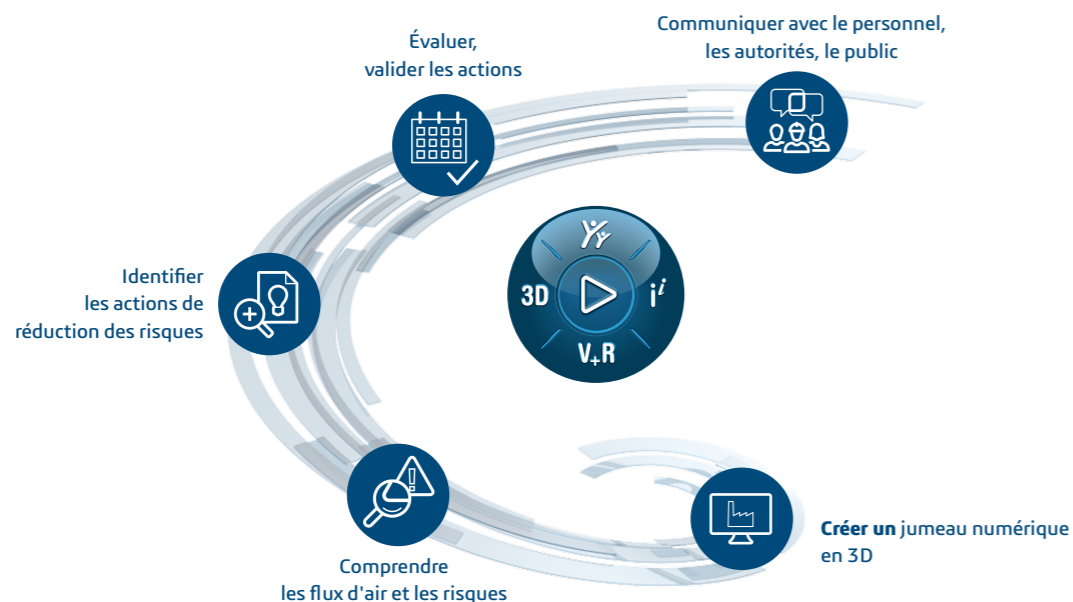 Communiquer avec le personnel,
les autorités, le public
Évaluer,
valider les actions
Identifier
les actions de
réduction des risques
3D
iⁱ
V₊R
Créer un jumeau numérique
en 3D
Comprendre
les flux d'air et les risques